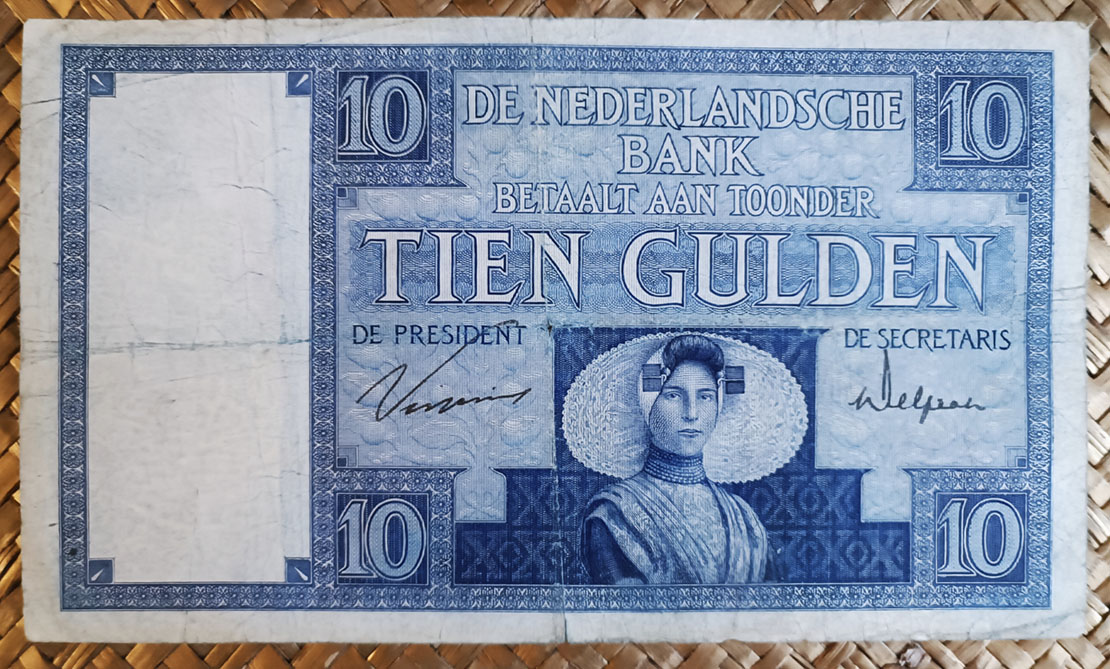 10
10
DE NEDERLANDSCHE
BANK
BETAALT AAN TOONDER
TIEN GULDEN
DE PRESIDENT
DE SECRETARIS
10
10